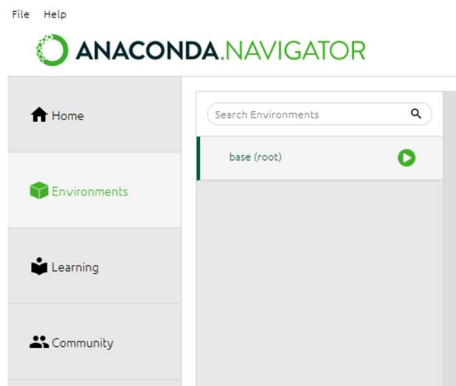 File Help
ANACONDA.NAVIGATOR
Home
Search Environments
base (root)
Environments
Learning
Community